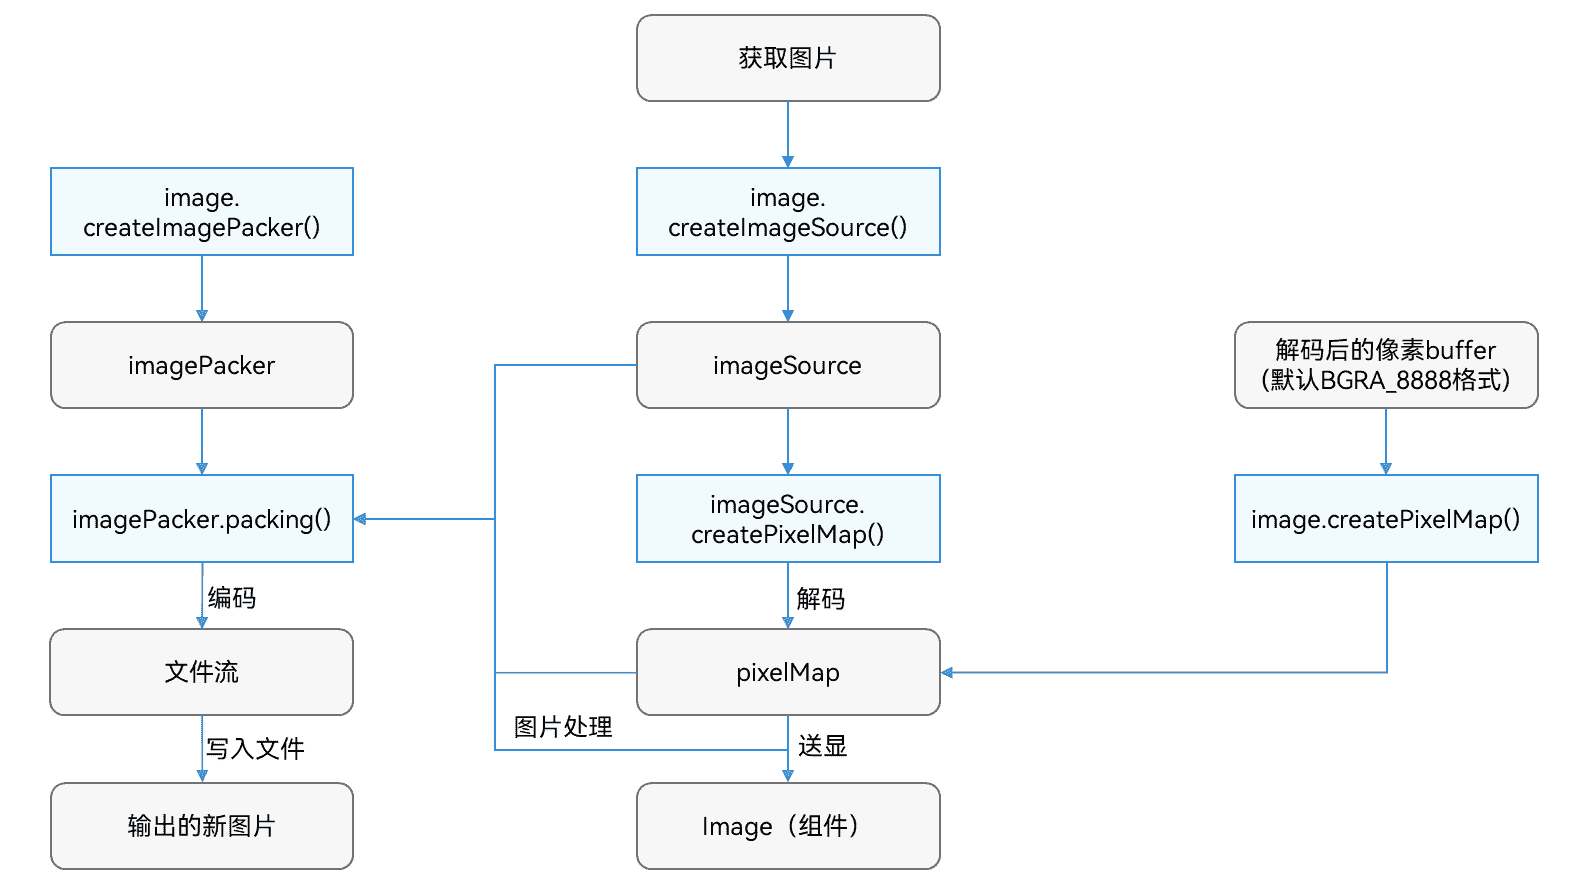 获取图片
image.
createImagePacker()
image.
createImageSource()
imagePacker
imageSource
解码后的像素buffer
(默认BGRA_8888格式)
imagePacker.packing()
imageSource.
createPixelMap()
image.createPixelMap()
编码
解码
文件流
pixelMap
图片处理
写入文件
送显
输出的新图片
Image（组件）